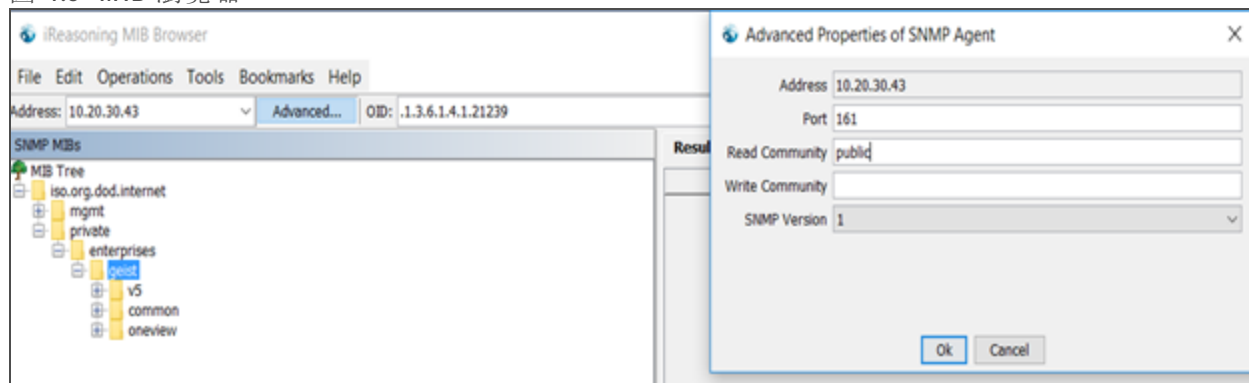 iReasoning MIB Browser
File Edit Operations Tools Bookmarks Help
Address: 10.20.30.43 Advanced... OID: .1.3.6.1.4.1.21239
SNMP MIBs
MIB Tree
iso.org.dod.internet
mgmt
private
enterprises
geist
v5
common
oneview
Resul
Advanced Properties of SNMP Agent
Address 10.20.30.43
Port 161
Read Community public
Write Community
SNMP Version 1
Ok Cancel